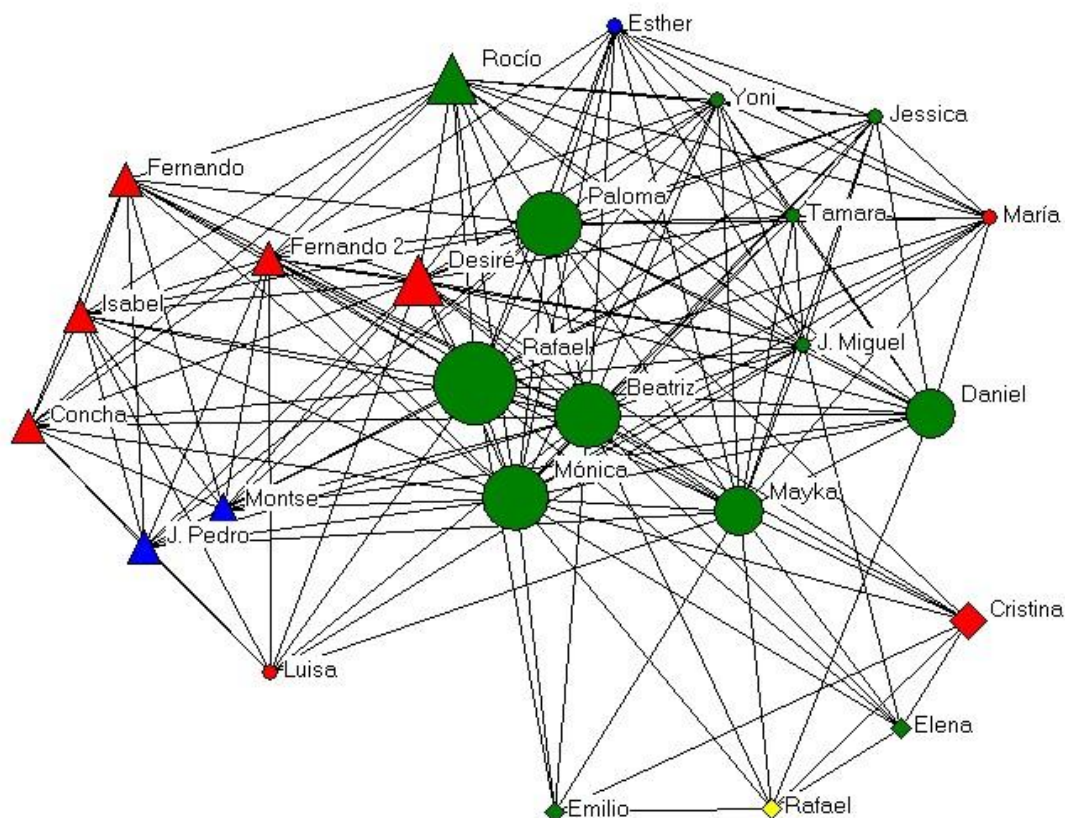 Esther
Rocío
Yoni
Jessica
Fernando
Paloma
Tamara
María
Fernando 2
Desiré
Isabel
Rafael
J. Miguel
Beatriz
Daniel
Concha
Mónica
Mayka
Montse
J. Pedro
Cristina
Luisa
Elena
Emilio
Rafael